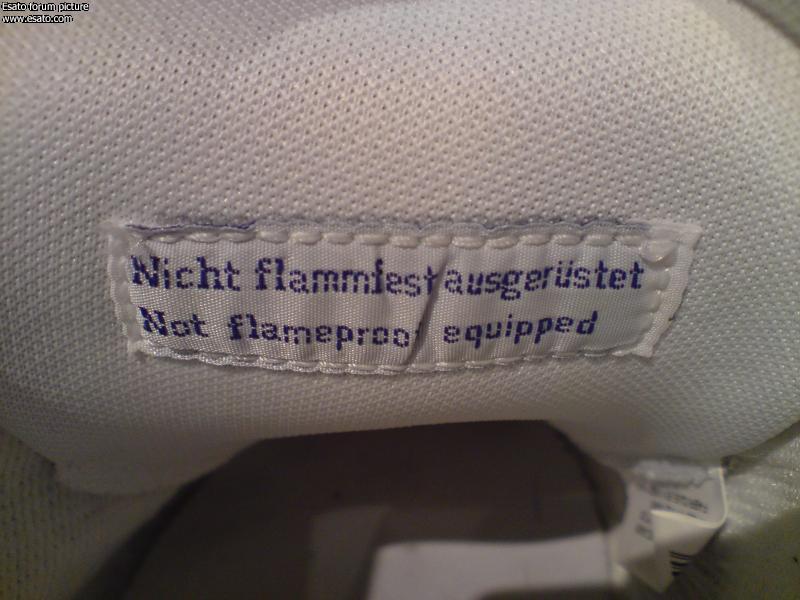 Esato forum picture
www.esato.com
Nicht flammfest ausgerüstet
Not flameproof equipped